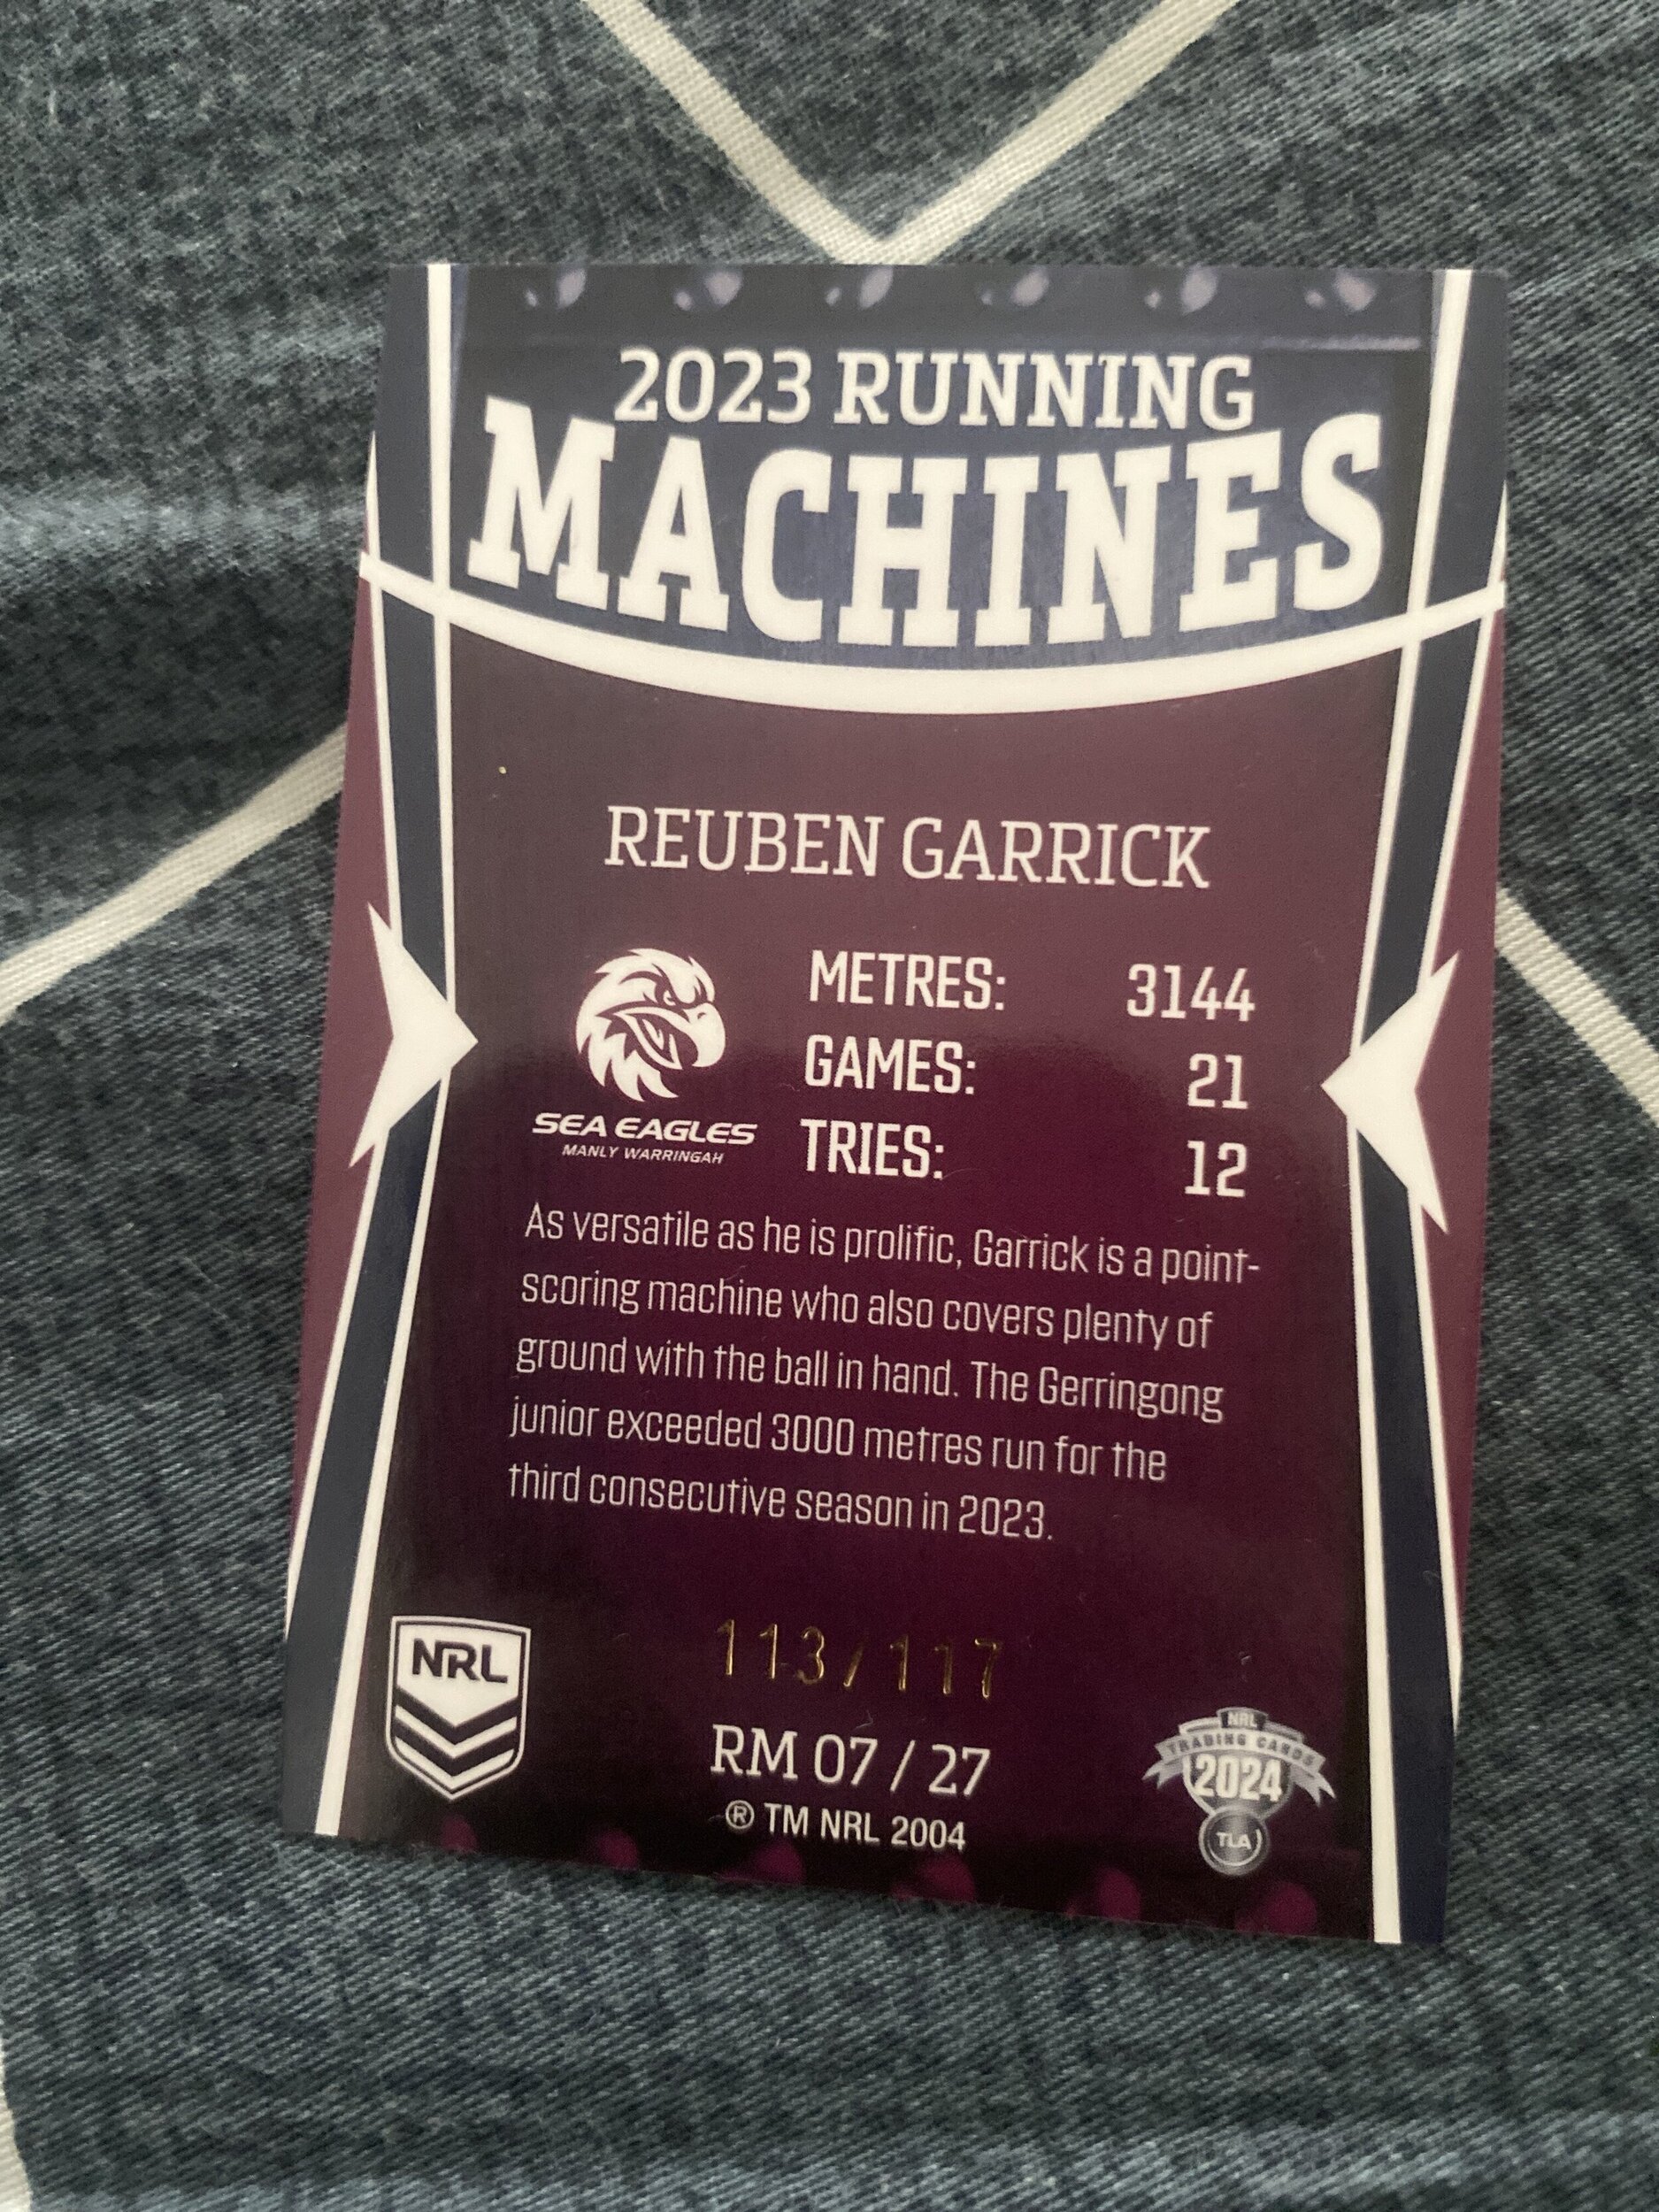 2023 RUNNING
MACHINES
REUBEN GARRICK
SEA EAGLES
MANLY WARRINGAH
METRES: 3144
GAMES: 21
TRIES: 12
As versatile as he is prolific, Garrick is a point-
scoring machine who also covers plenty of
ground with the ball in hand. The Gerringong
junior exceeded 3000 metres run for the
third consecutive season in 2023.
NRL
113/117
RM 07 / 27
® TM NRL 2004
NRL
TRADING CARDS
2024
TLA